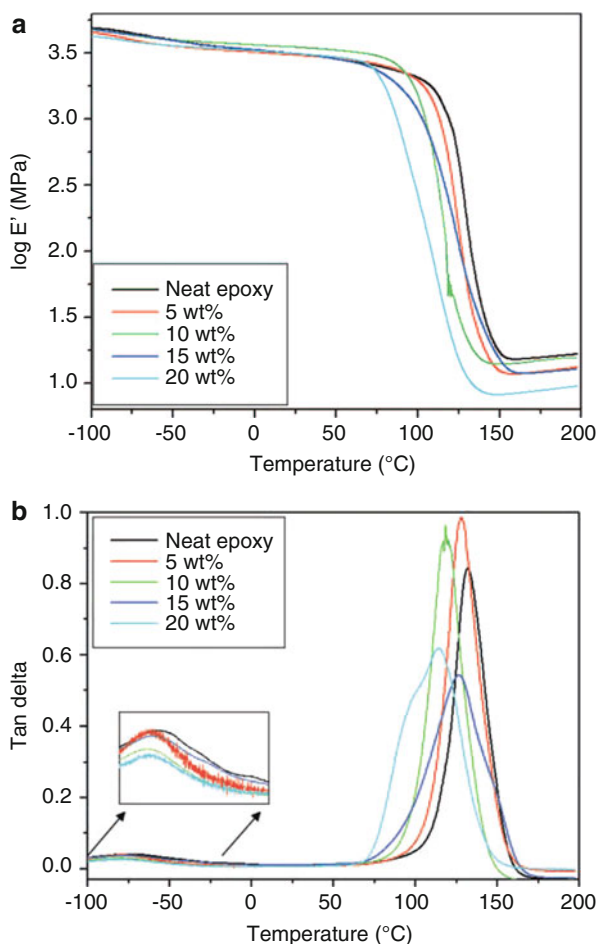 a
3.5
3.0
2.5
2.0
1.5
1.0
log E' (MPa)
Neat epoxy
5 wt%
10 wt%
15 wt%
20 wt%
-100 -50 0 50 100 150 200
Temperature (°C)
b
1.0
0.8
0.6
0.4
0.2
0.0
Tan delta
Neat epoxy
5 wt%
10 wt%
15 wt%
20 wt%
-100 -50 0 50 100 150 200
Temperature (°C)